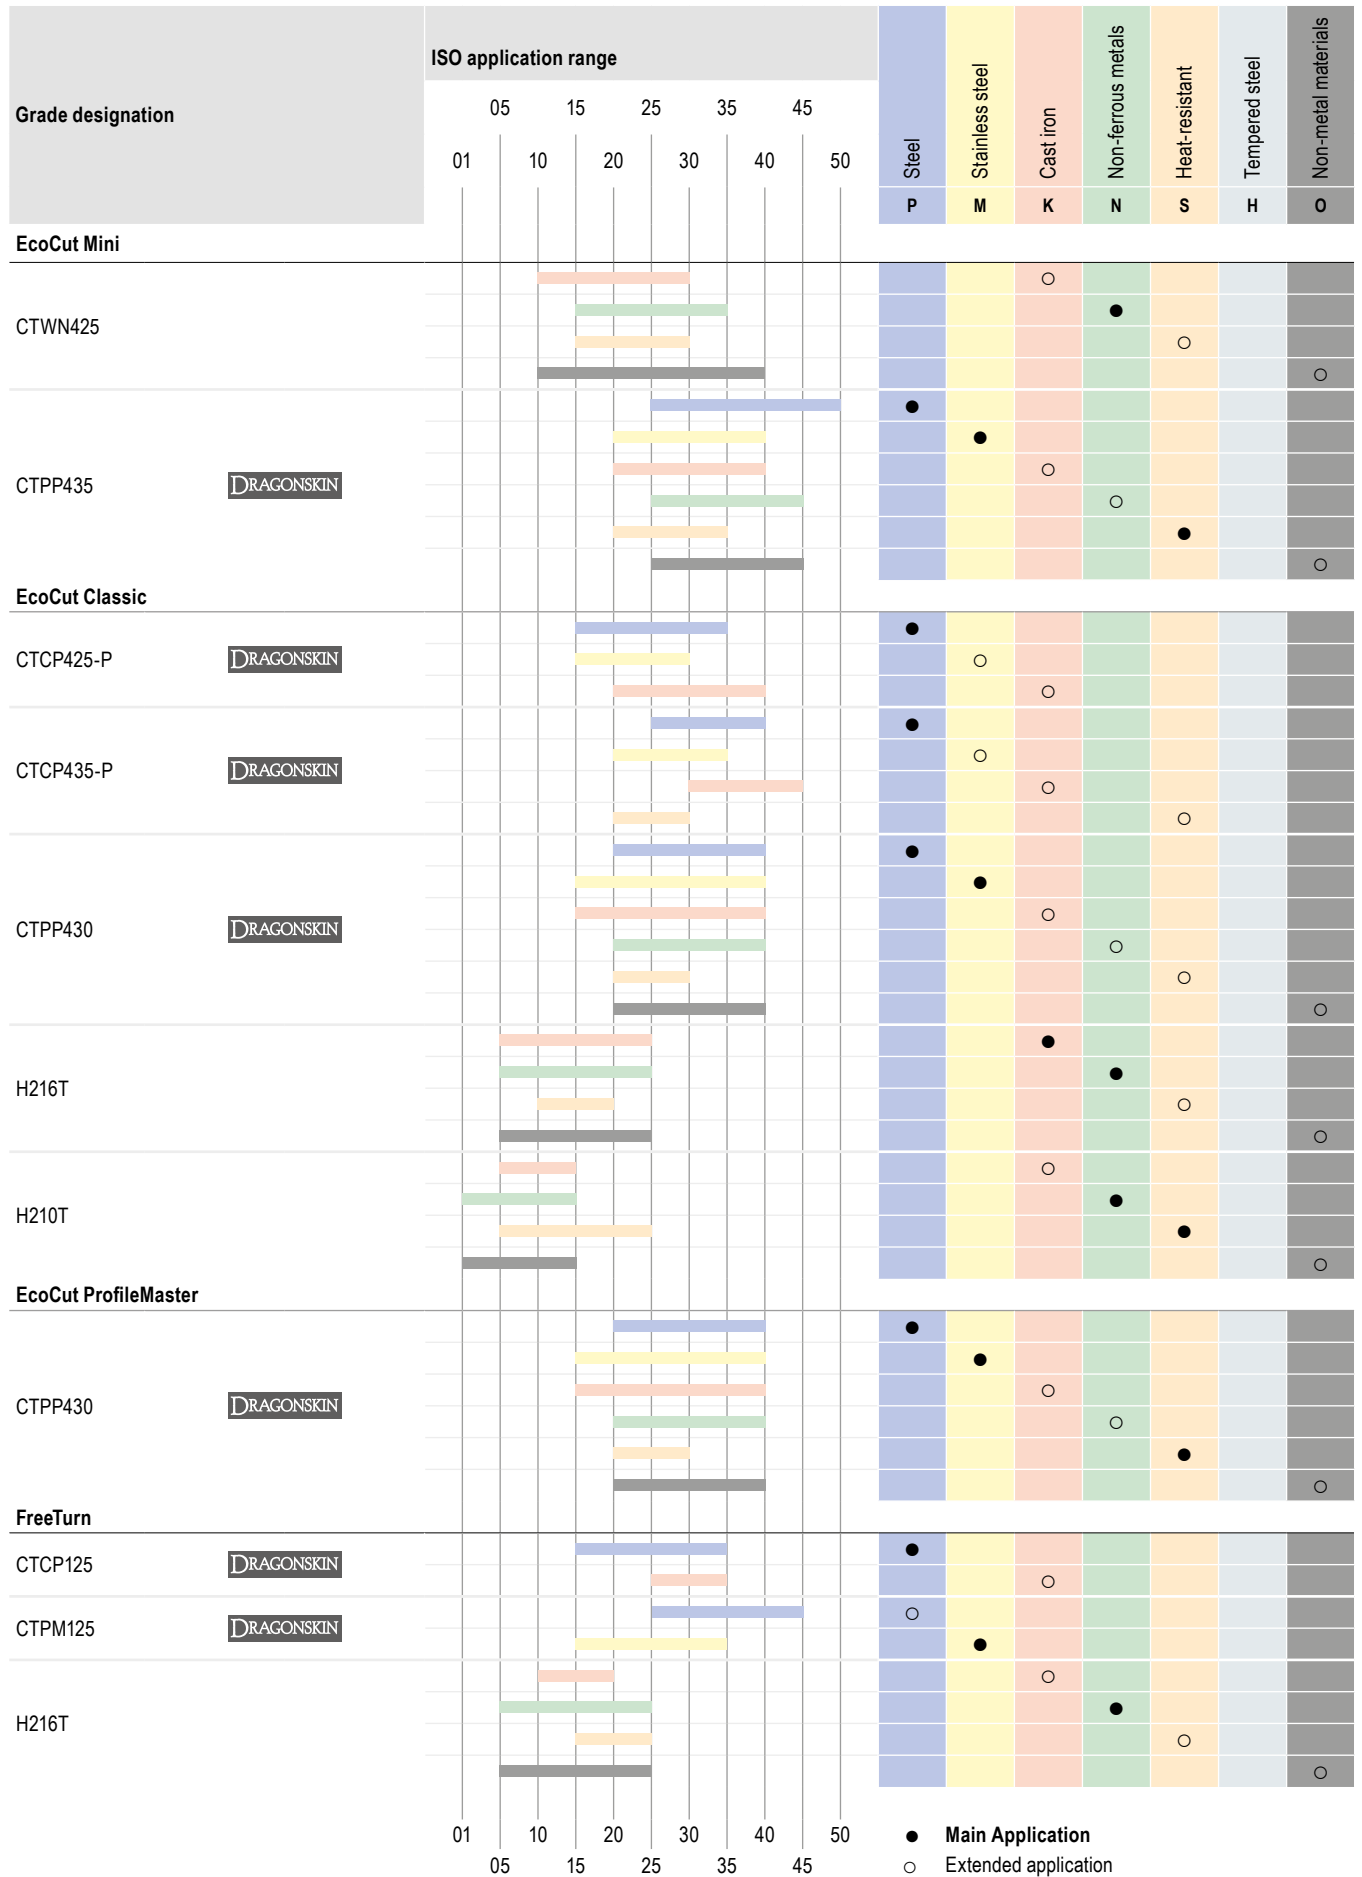 Grade designation
ISO application range
05 15 25 35 45
01 10 20 30 40 50
Steel
Stainless steel
Cast iron
Non-ferrous metals
Heat-resistant
Tempered steel
Non-metal materials
P M K N S H O
EcoCut Mini
CTWN425
CTPP435 DRAGONSKIN
EcoCut Classic
CTCP425-P DRAGONSKIN
CTCP435-P DRAGONSKIN
CTPP430 DRAGONSKIN
H216T
H210T
EcoCut ProfileMaster
CTPP430 DRAGONSKIN
FreeTurn
CTCP125 DRAGONSKIN
CTPM125 DRAGONSKIN
H216T
01 10 20 30 40 50
05 15 25 35 45
● Main Application
○ Extended application